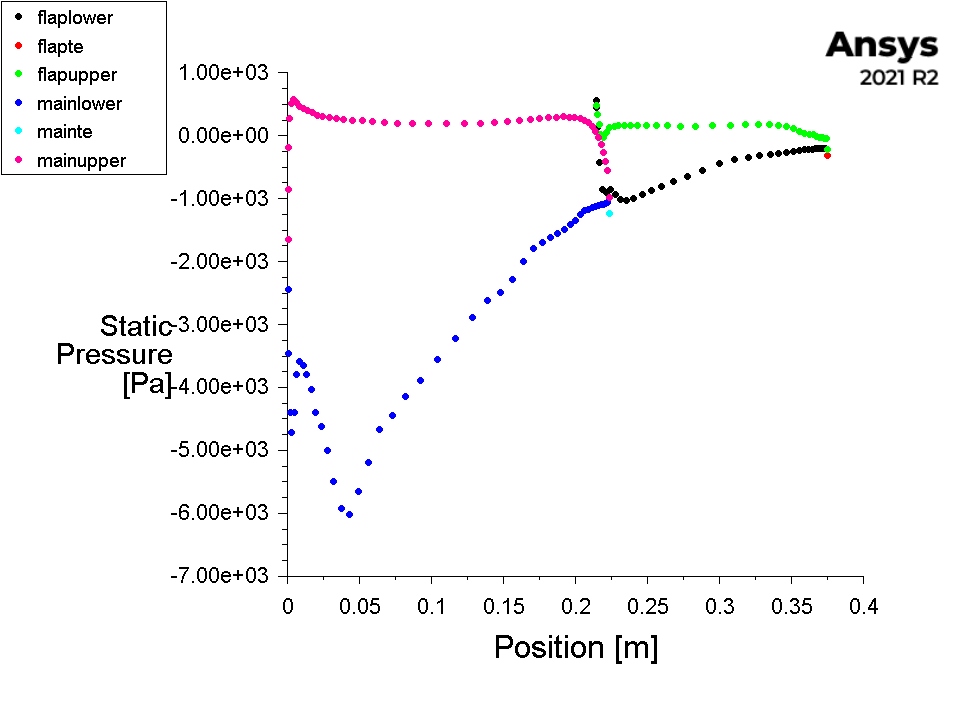 flaplower
flapte
flapupper
mainlower
mainte
mainupper
Ansys
2021 R2
1.00e+03
0.00e+00
-1.00e+03
-2.00e+03
-3.00e+03
-4.00e+03
-5.00e+03
-6.00e+03
-7.00e+03
Static
Pressure
[Pa]
0 0.05 0.1 0.15 0.2 0.25 0.3 0.35 0.4
Position [m]